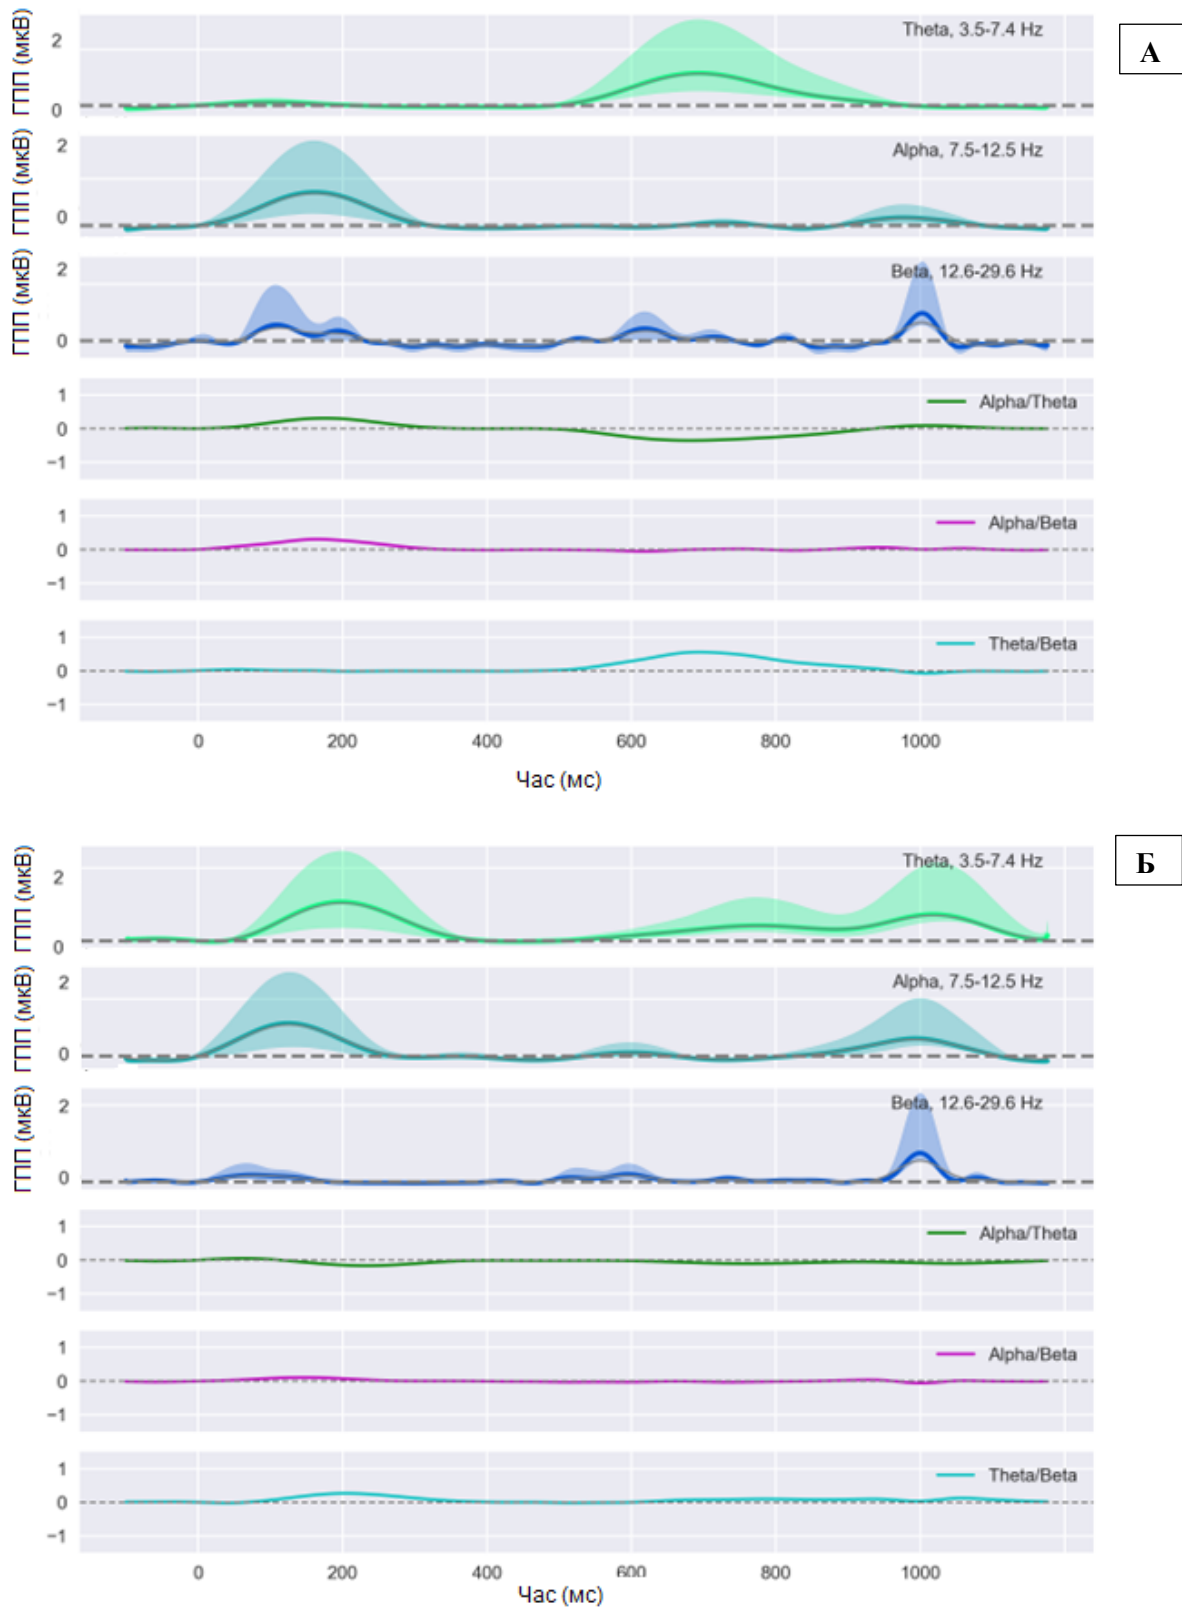 А
ГПП (мкВ)
2
0
Theta, 3.5-7.4 Hz
ГПП (мкВ)
2
0
Alpha, 7.5-12.5 Hz
ГПП (мкВ)
2
0
Beta, 12.6-29.6 Hz
1
0
−1
Alpha/Theta
1
0
−1
Alpha/Beta
1
0
−1
Theta/Beta
0 200 400 600 800 1000
Час (мс)
Б
ГПП (мкВ)
2
0
Theta, 3.5-7.4 Hz
ГПП (мкВ)
2
0
Alpha, 7.5-12.5 Hz
ГПП (мкВ)
2
0
Beta, 12.6-29.6 Hz
1
0
−1
Alpha/Theta
1
0
−1
Alpha/Beta
1
0
−1
Theta/Beta
0 200 400 600 800 1000
Час (мс)